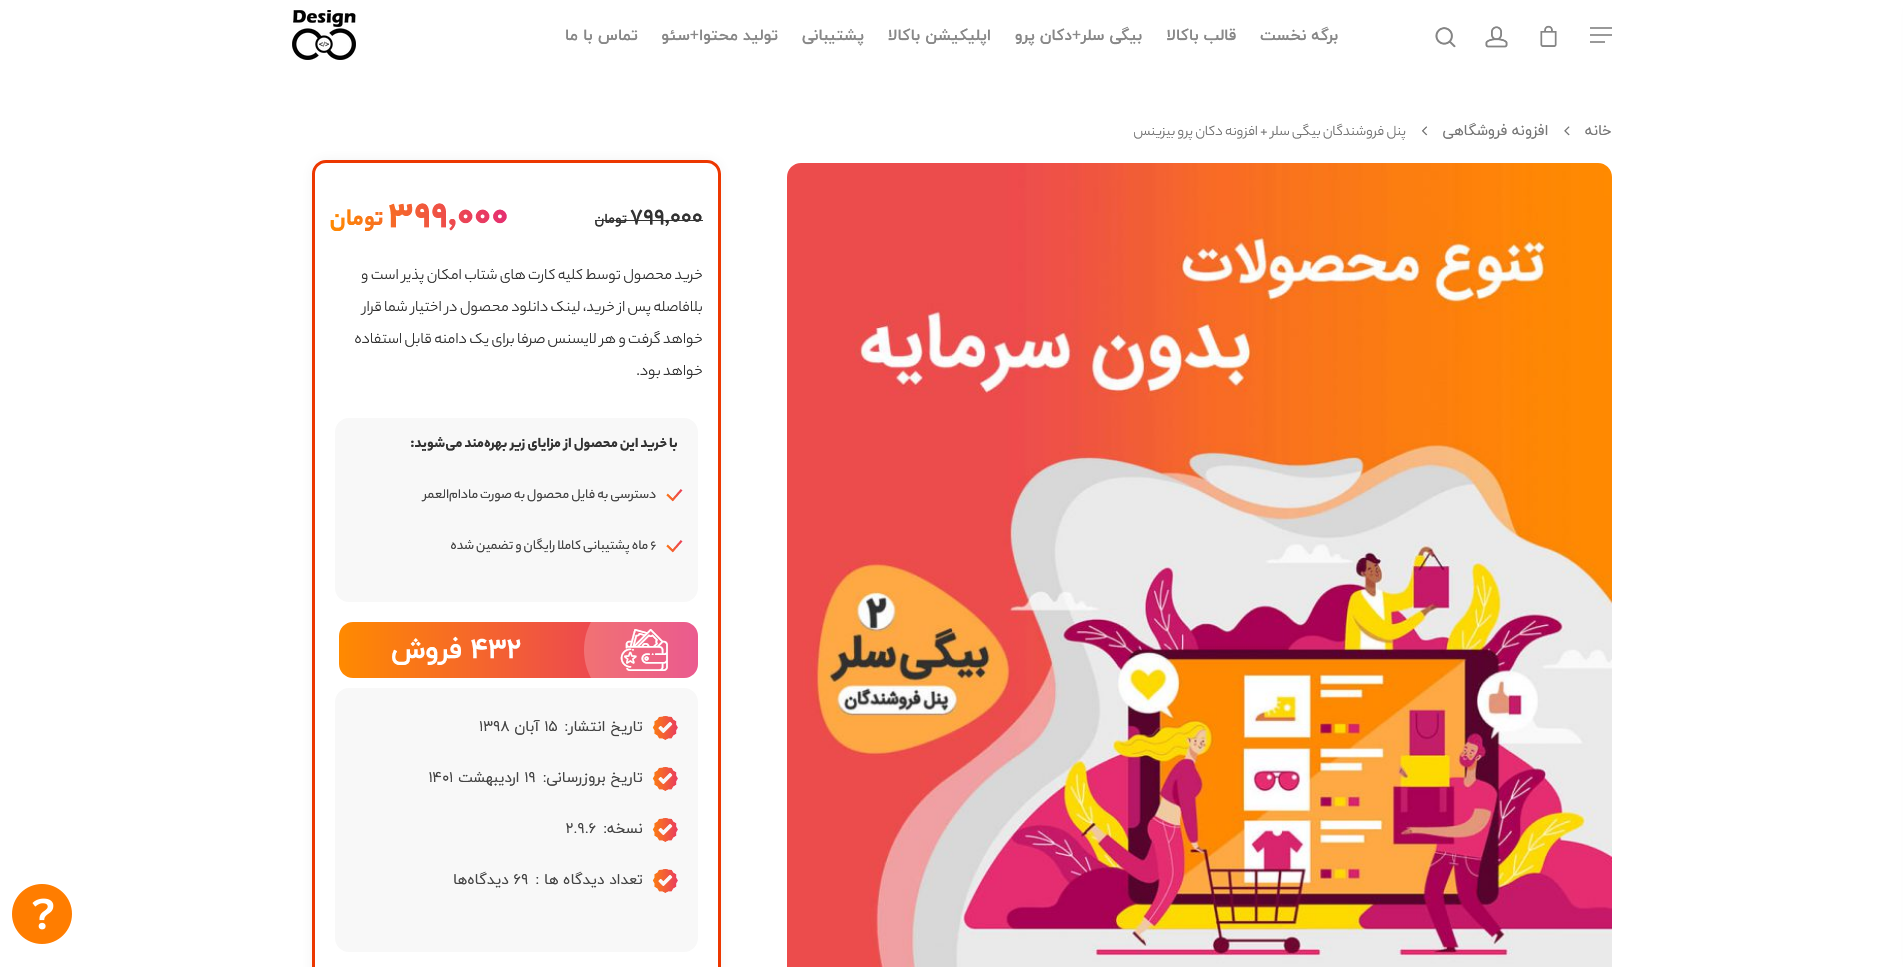 برگه نخست
قالب باکالا
بیگی سلر+دکان پرو
اپلیکیشن باکالا
پشتیبانی
تولید محتوا+سئو
تماس با ما
Design
خانه
افزونه فروشگاهی
پنل فروشندگان بیگی سلر + افزونه دکان پرو بیزینس
تنوع محصولات
بدون سرمایه
۲
بیگی سلر
پنل فروشندگان
۷۹۹,۰۰۰ تومان
۳۹۹,۰۰۰ تومان
خرید محصول توسط کلیه کارت های شتاب امکان پذیر است و
بلافاصله پس از خرید، لینک دانلود محصول در اختیار شما قرار
خواهد گرفت و هر لایسنس صرفا برای یک دامنه قابل استفاده
خواهد بود.
با خرید این محصول از مزایای زیر بهره‌مند می‌شوید:
دسترسی به فایل محصول به صورت مادام‌العمر
۶ ماه پشتیبانی کاملا رایگان و تضمین شده
۴۳۲ فروش
تاریخ انتشار: ۱۵ آبان ۱۳۹۸
تاریخ بروزرسانی: ۱۹ اردیبهشت ۱۴۰۱
نسخه: ۲.۹.۶
تعداد دیدگاه ها : ۶۹ دیدگاه‌ها
?